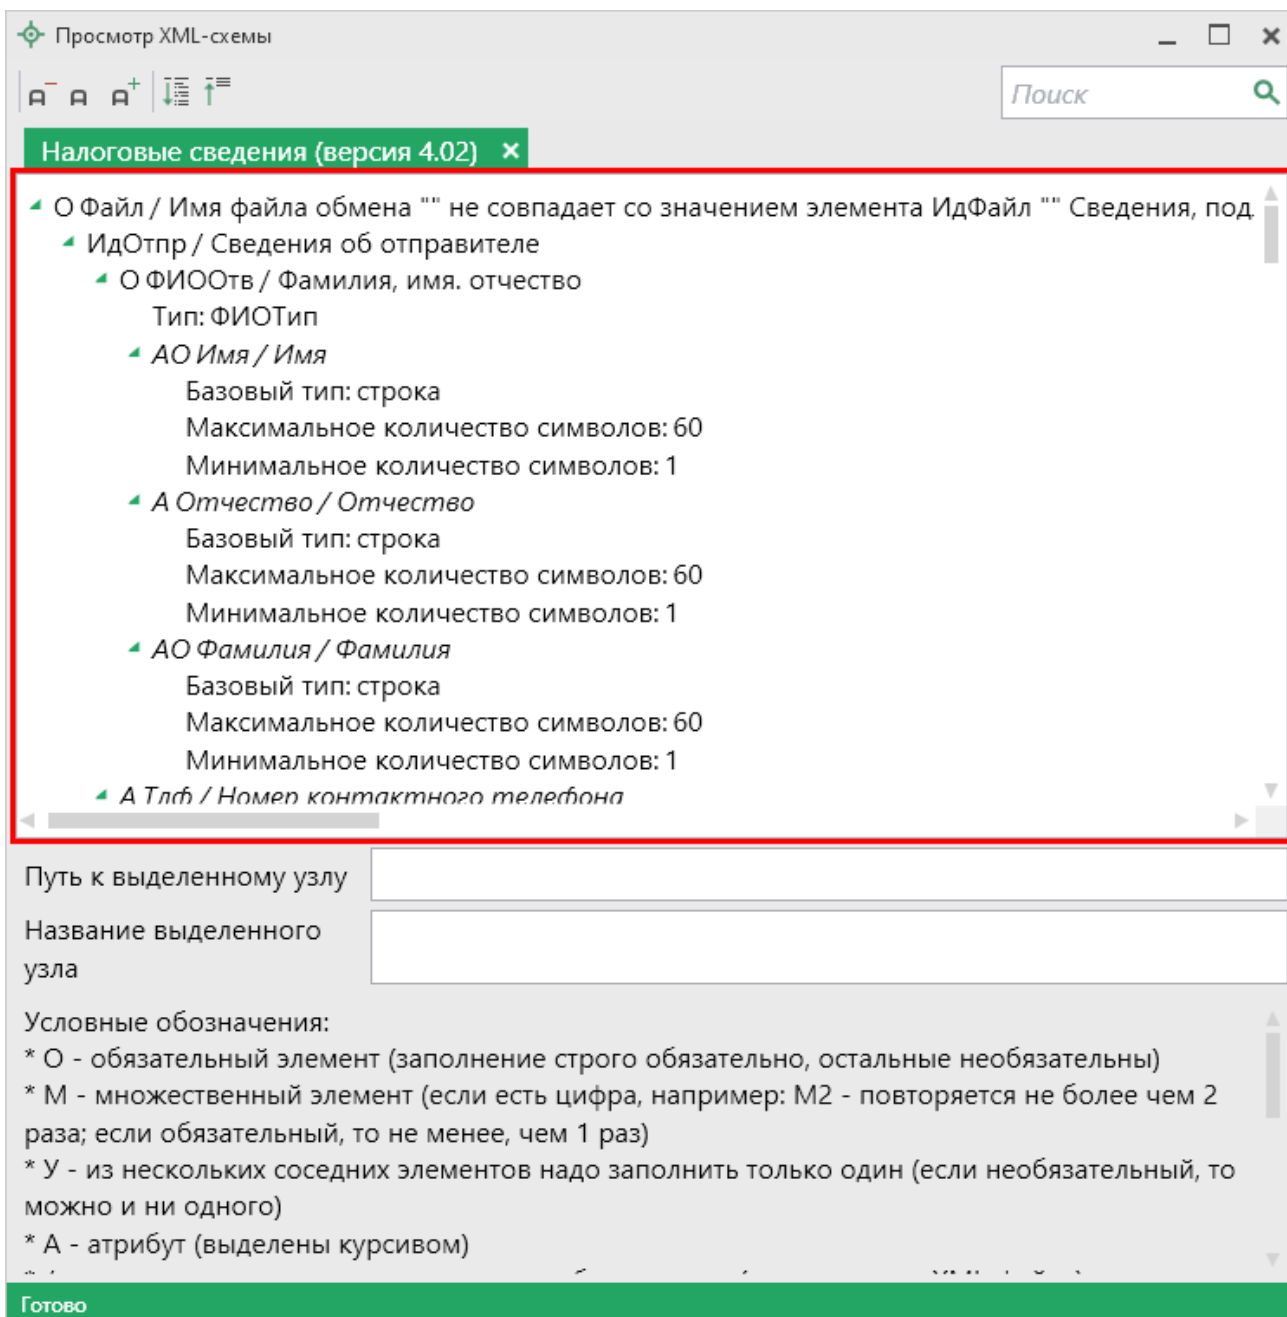 Просмотр XML-схемы
Поиск
Налоговые сведения (версия 4.02)
О Файл / Имя файла обмена "" не совпадает со значением элемента ИдФайл "" Сведения, под
ИдОтпр / Сведения об отправителе
О ФИООтв / Фамилия, имя. отчество
Тип: ФИОТип
АО Имя / Имя
Базовый тип: строка
Максимальное количество символов: 60
Минимальное количество символов: 1
А Отчество / Отчество
Базовый тип: строка
Максимальное количество символов: 60
Минимальное количество символов: 1
АО Фамилия / Фамилия
Базовый тип: строка
Максимальное количество символов: 60
Минимальное количество символов: 1
А Тлф / Номер контактного телефона
Путь к выделенному узлу
Название выделенного
узла
Условные обозначения:
* О - обязательный элемент (заполнение строго обязательно, остальные необязательны)
* М - множественный элемент (если есть цифра, например: М2 - повторяется не более чем 2
раза; если обязательный, то не менее, чем 1 раз)
* У - из нескольких соседних элементов надо заполнить только один (если необязательный, то
можно и ни одного)
* А - атрибут (выделены курсивом)
Готово